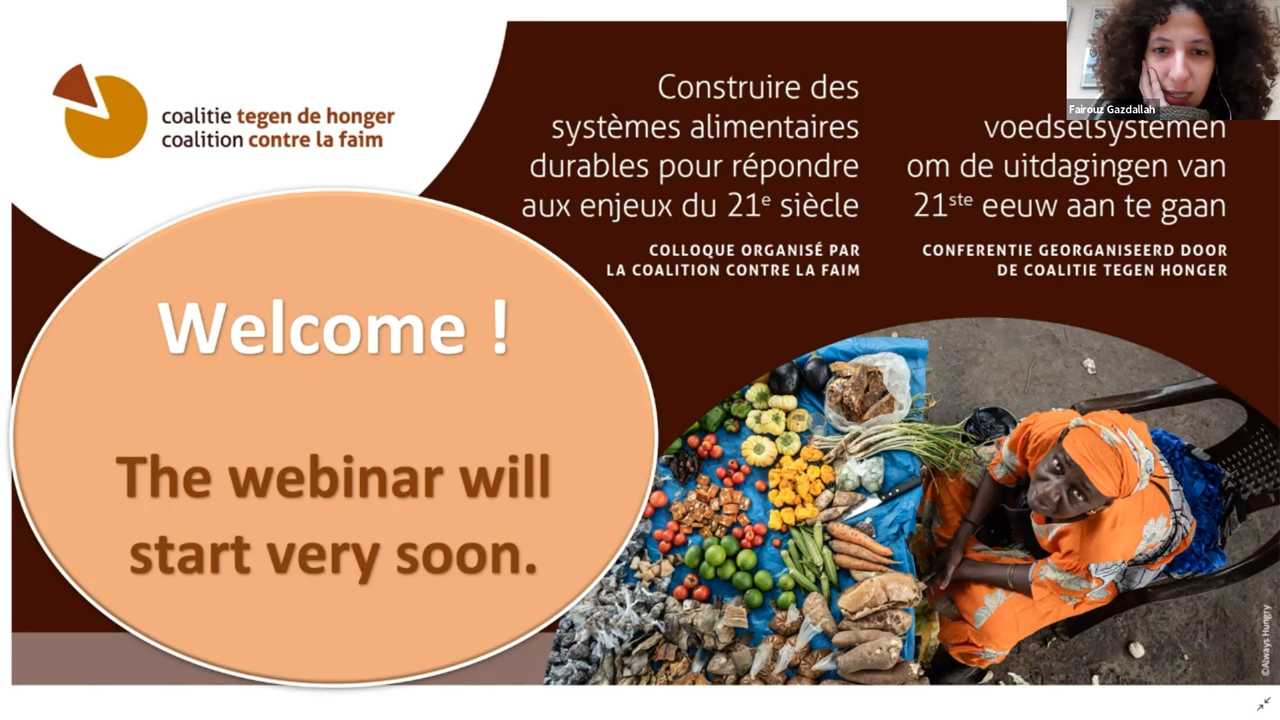 coalitie tegen de honger
coalition contre la faim
Construire des
systèmes alimentaires
durables pour répondre
aux enjeux du 21e siècle
COLLOQUE ORGANISÉ PAR
LA COALITION CONTRE LA FAIM
voedselsystemen
om de uitdagingen van
21ste eeuw aan te gaan
CONFERENTIE GEORGANISEERD DOOR
DE COALITIE TEGEN HONGER
Fairouz Gazdallah
Welcome !
The webinar will
start very soon.
©Always Hungry